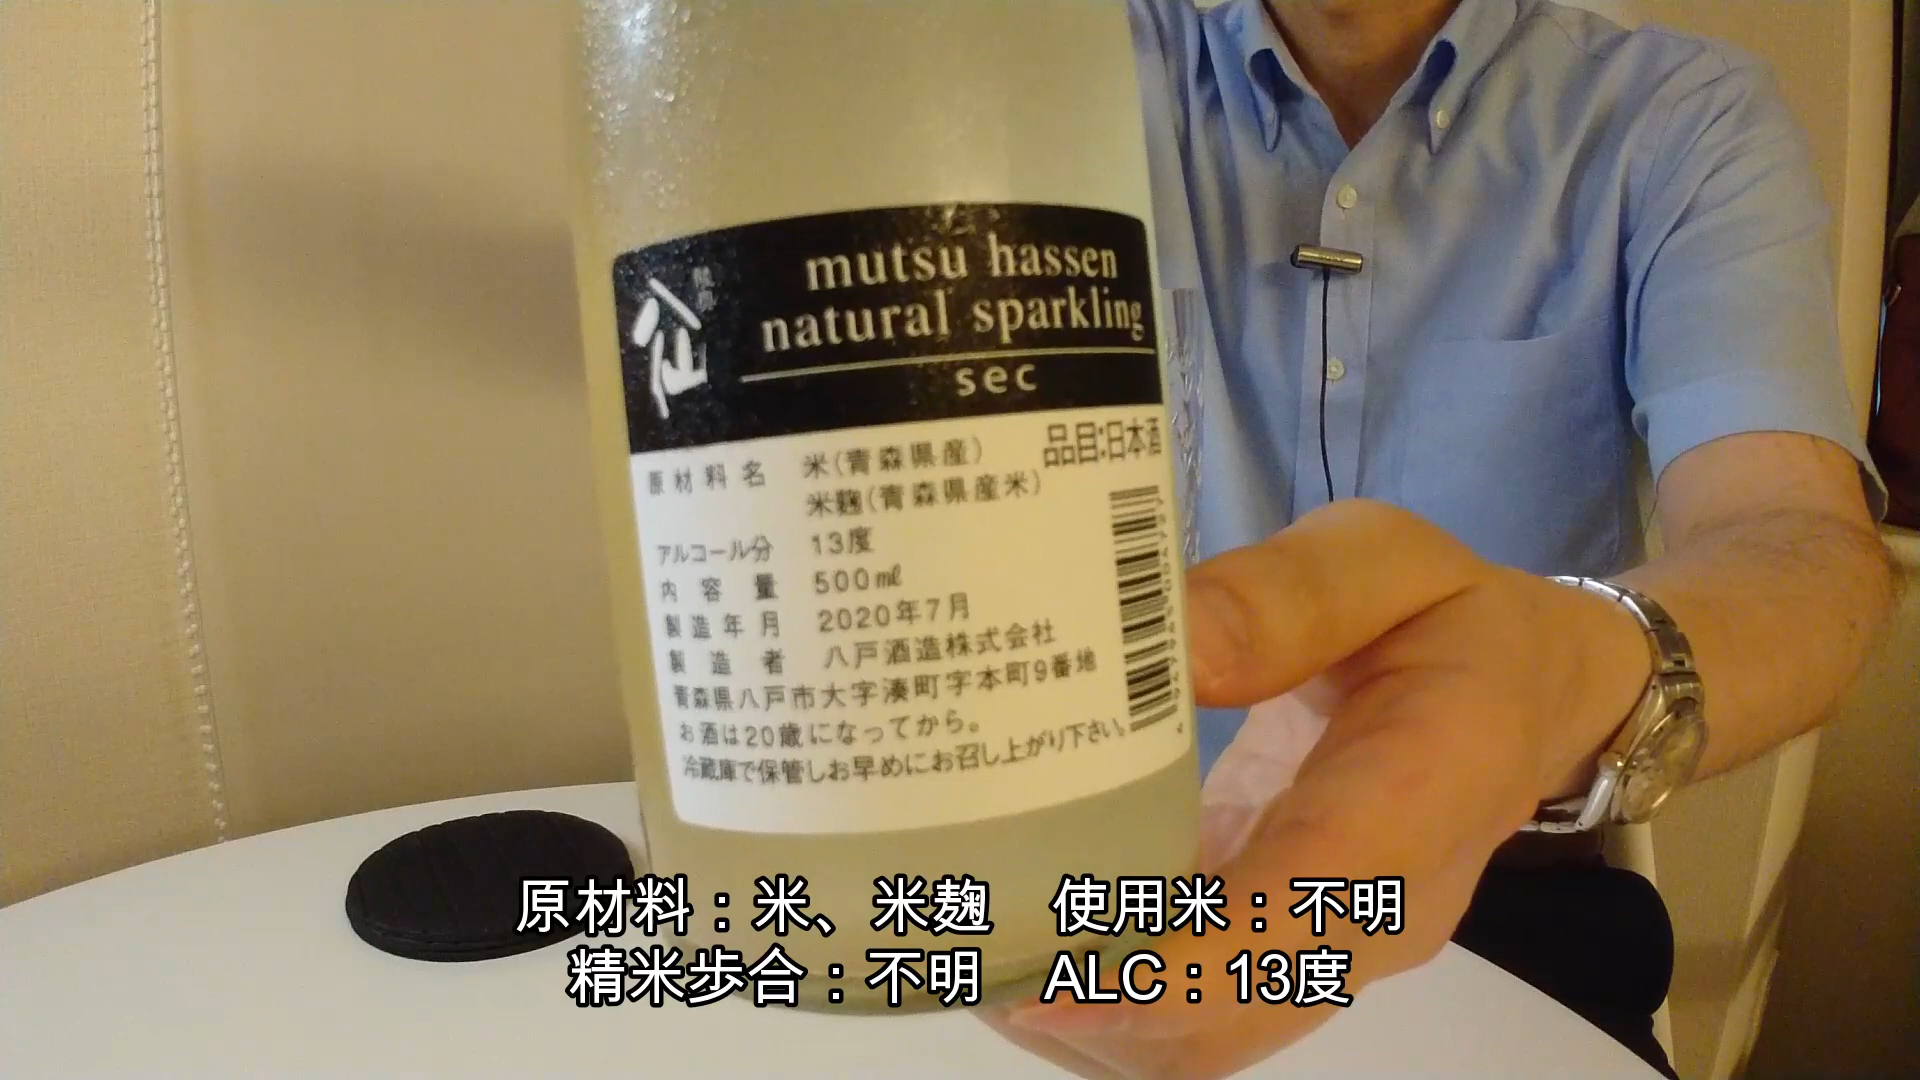 陸奥
八仙
mutsu hassen
natural sparkling
sec
品目:日本酒
原材料名 米(青森県産)
米麹(青森県産米)
アルコール分 13度
内容量 500㎖
製造年月 2020年7月
製造者 八戸酒造株式会社
青森県八戸市大字湊町字本町9番地
お酒は20歳になってから。
冷蔵庫で保管しお早めにお召し上がり下さい。
原材料：米、米麹　使用米：不明
精米歩合：不明　ALC：13度